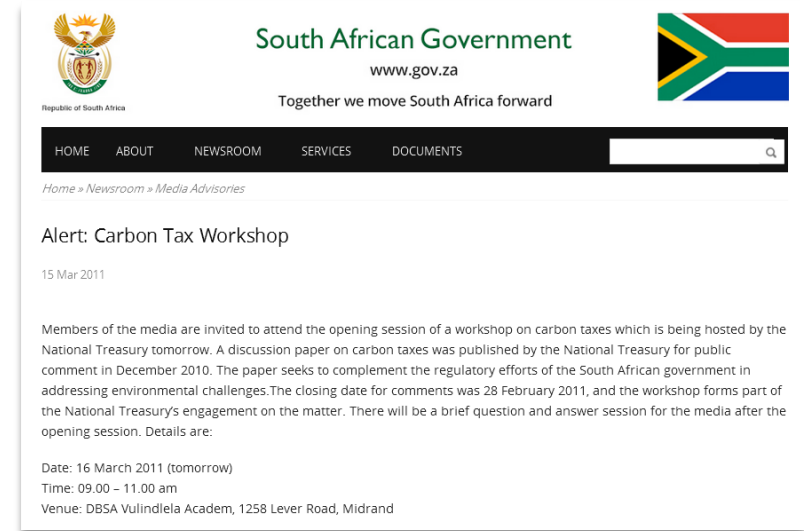 South African Government
www.gov.za
Together we move South Africa forward
Republic of South Africa
HOME ABOUT NEWSROOM SERVICES DOCUMENTS
Home » Newsroom » Media Advisories
Alert: Carbon Tax Workshop
15 Mar 2011
Members of the media are invited to attend the opening session of a workshop on carbon taxes which is being hosted by the
National Treasury tomorrow. A discussion paper on carbon taxes was published by the National Treasury for public
comment in December 2010. The paper seeks to complement the regulatory efforts of the South African government in
addressing environmental challenges.The closing date for comments was 28 February 2011, and the workshop forms part of
the National Treasury’s engagement on the matter. There will be a brief question and answer session for the media after the
opening session. Details are:
Date: 16 March 2011 (tomorrow)
Time: 09.00 – 11.00 am
Venue: DBSA Vulindlela Academ, 1258 Lever Road, Midrand